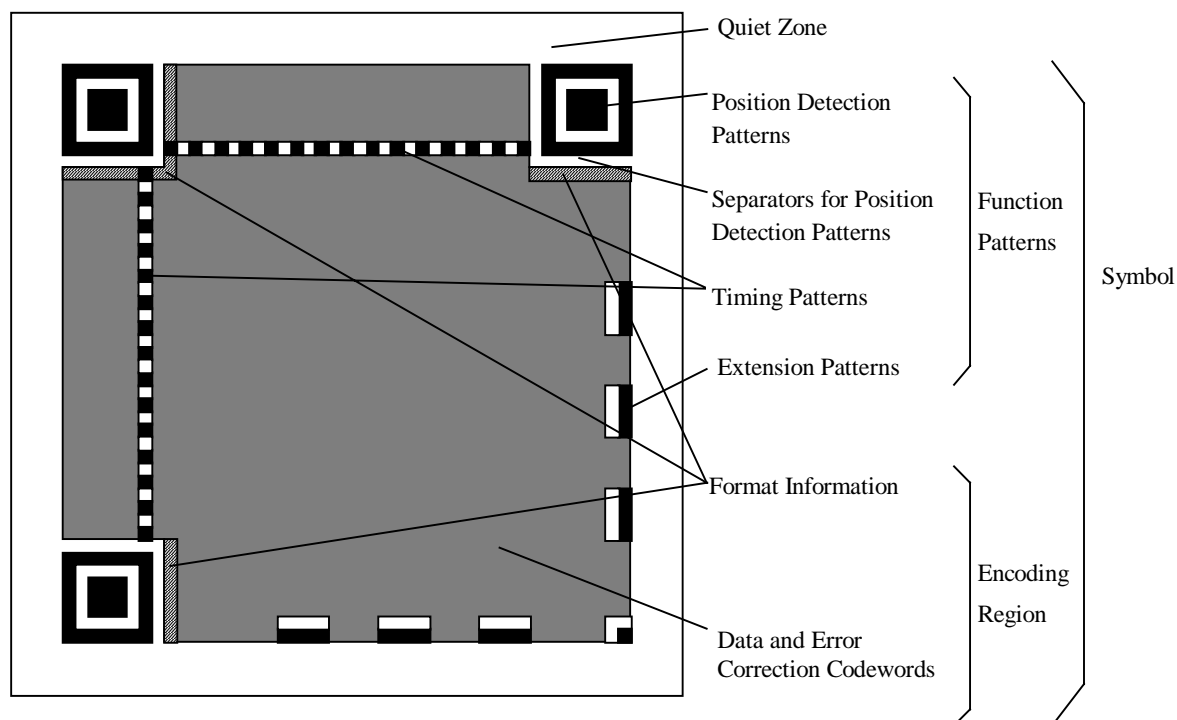 Quiet Zone
Position Detection
Patterns
Separators for Position
Detection Patterns
Function
Patterns
Symbol
Timing Patterns
Extension Patterns
Format Information
Encoding
Region
Data and Error
Correction Codewords